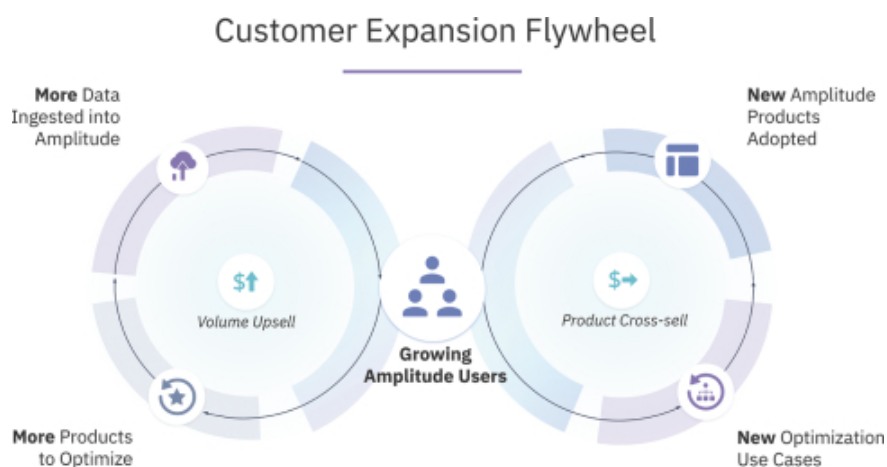 Customer Expansion Flywheel
More Data
Ingested into
Amplitude
New Amplitude
Products
Adopted
$
Volume Upsell
$
Product Cross-sell
Growing
Amplitude Users
More Products
to Optimize
New Optimization
Use Cases